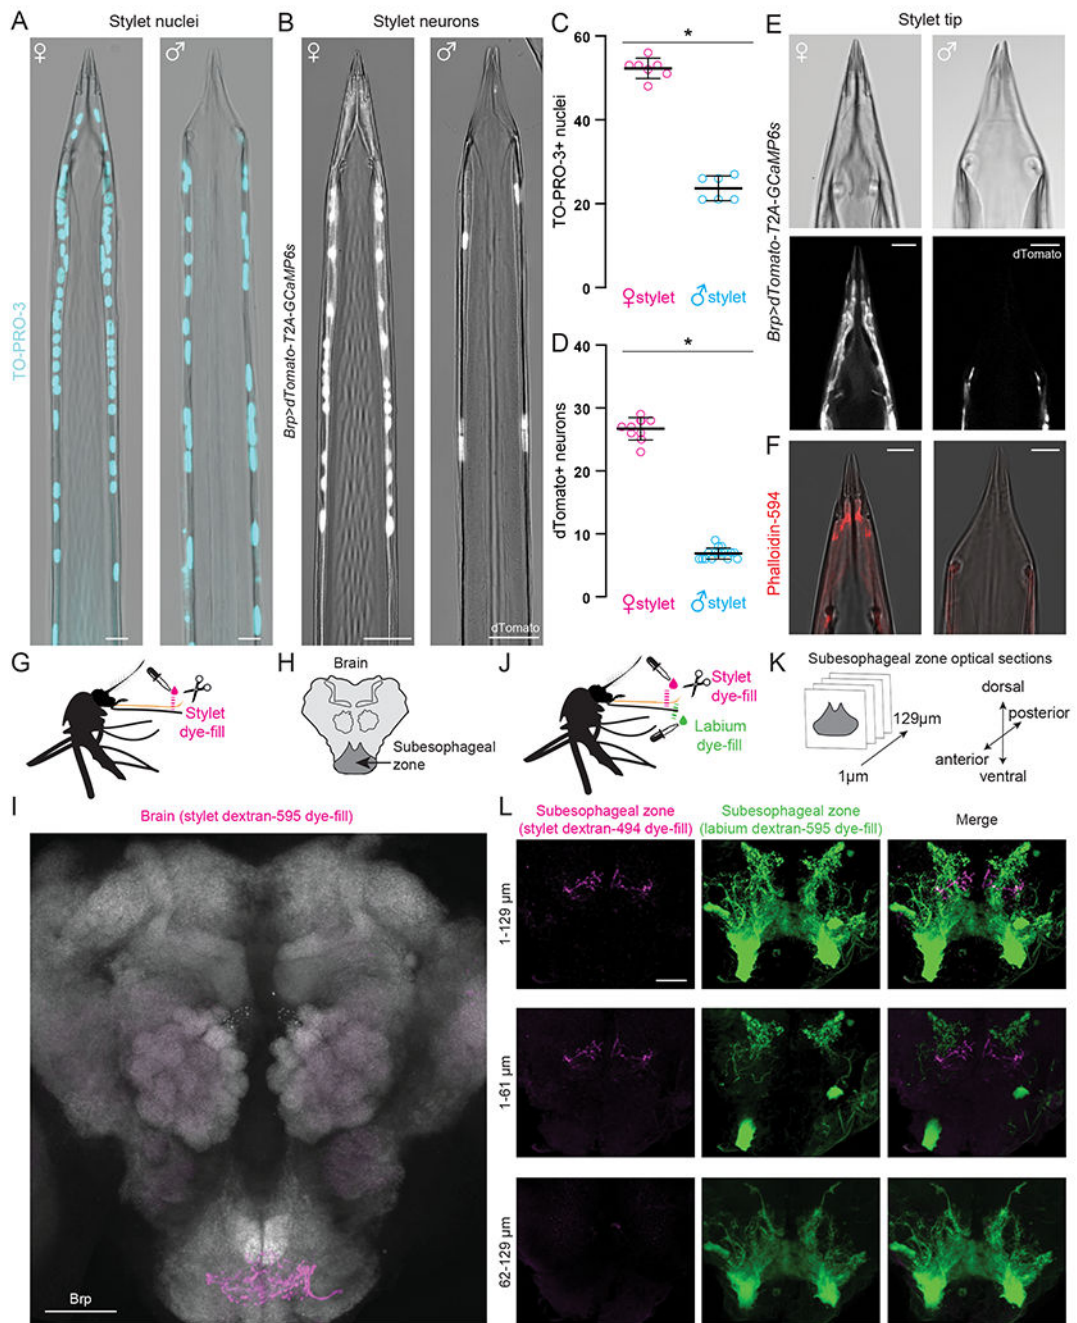 A
Stylet nuclei
♀
♂
TO-PRO-3
B
Stylet neurons
♀
♂
Brp>dTomato-T2A-GCaMP6s
dTomato
C
TO-PRO-3+ nuclei
60
40
20
0
*
♀stylet
♂stylet
D
dTomato+ neurons
40
30
20
10
0
*
♀stylet
♂stylet
E
Stylet tip
♀
♂
Brp>dTomato-T2A-GCaMP6s
dTomato
F
Phalloidin-594
G
Stylet
dye-fill
H
Brain
Subesophageal
zone
J
Stylet
dye-fill
Labium
dye-fill
K
Subesophageal zone optical sections
129µm
1µm
dorsal
posterior
anterior
ventral
I
Brain (stylet dextran-595 dye-fill)
Brp
L
Subesophageal zone
(stylet dextran-494 dye-fill)
Subesophageal zone
(labium dextran-595 dye-fill)
Merge
1-129 µm
1-61 µm
62-129 µm